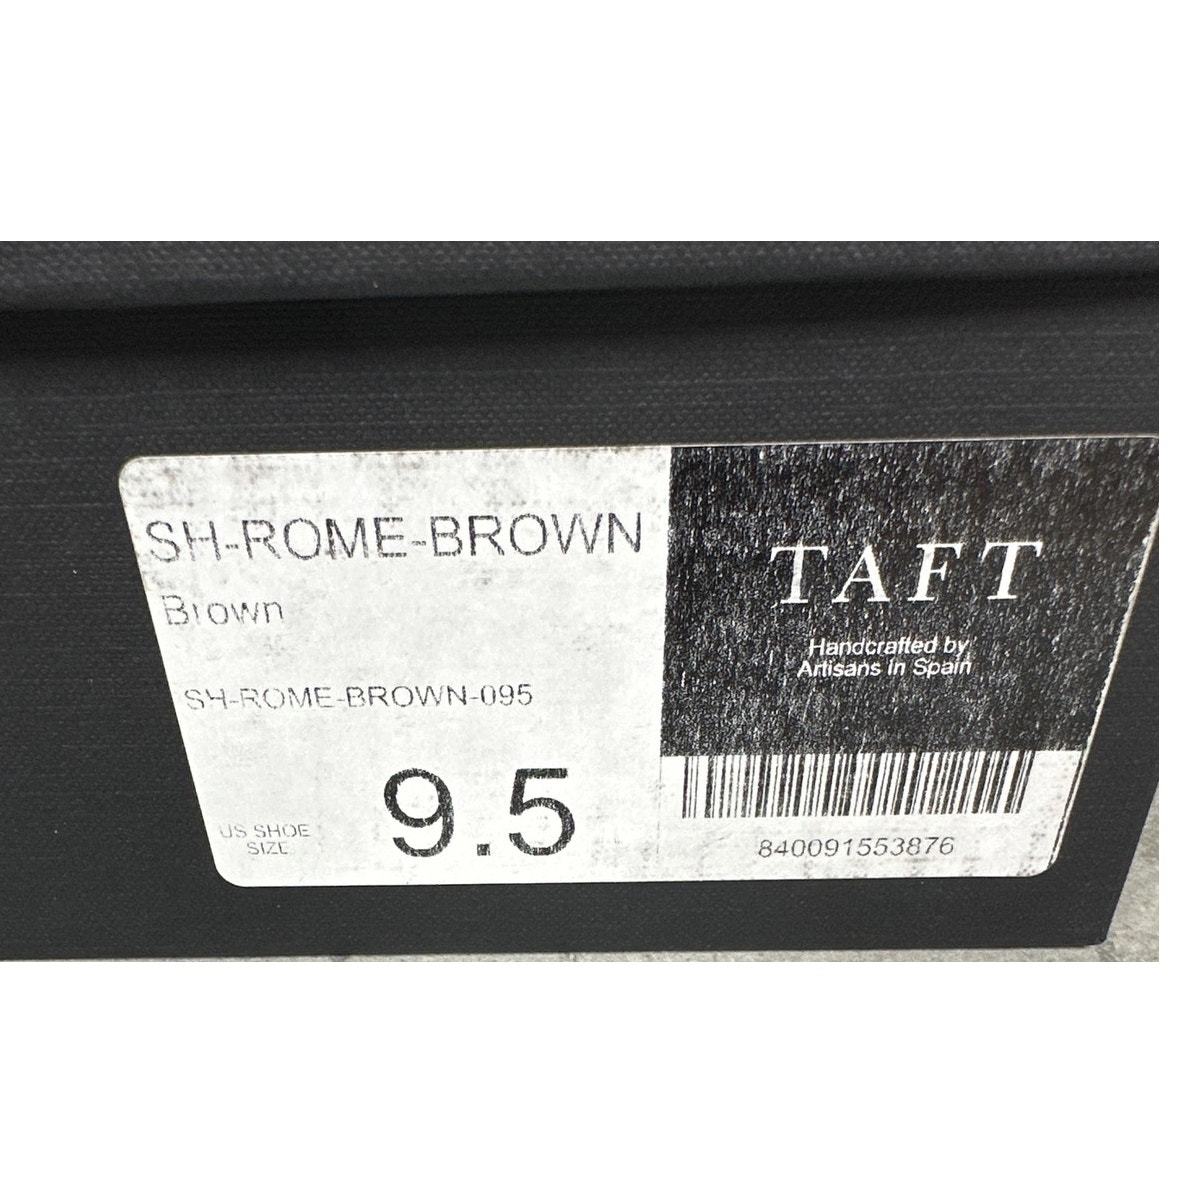 SH-ROME-BROWN
Brown
SH-ROME-BROWN-095
US SHOE
SIZE
9.5
TAFT
Handcrafted by
Artisans In Spain
840091553876